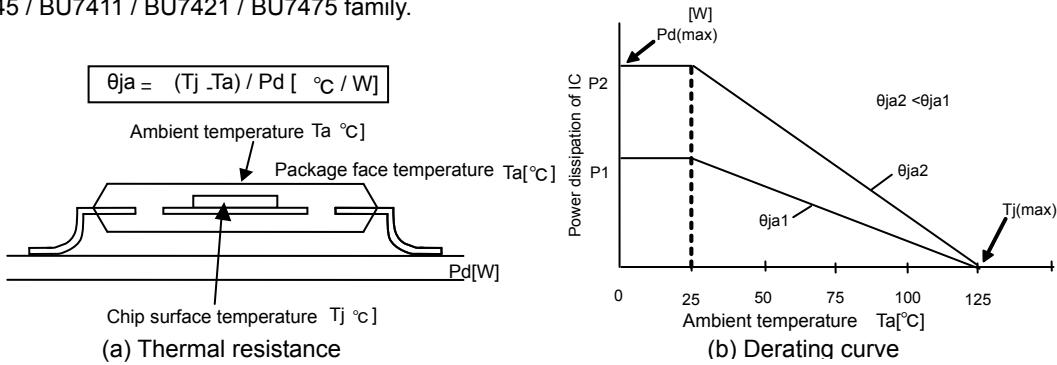 45 / BU7411 / BU7421 / BU7475 family.
θja = (Tj -Ta) / Pd [ °C / W]
Ambient temperature Ta °C]
Package face temperature Ta[°C]
Pd[W]
Chip surface temperature Tj °C]
(a) Thermal resistance
[W]
Pd(max)
Power dissipation of IC
P2
P1
θja2 <θja1
θja2
θja1
Tj(max)
0 25 50 75 100 125
Ambient temperature Ta[°C]
(b) Derating curve